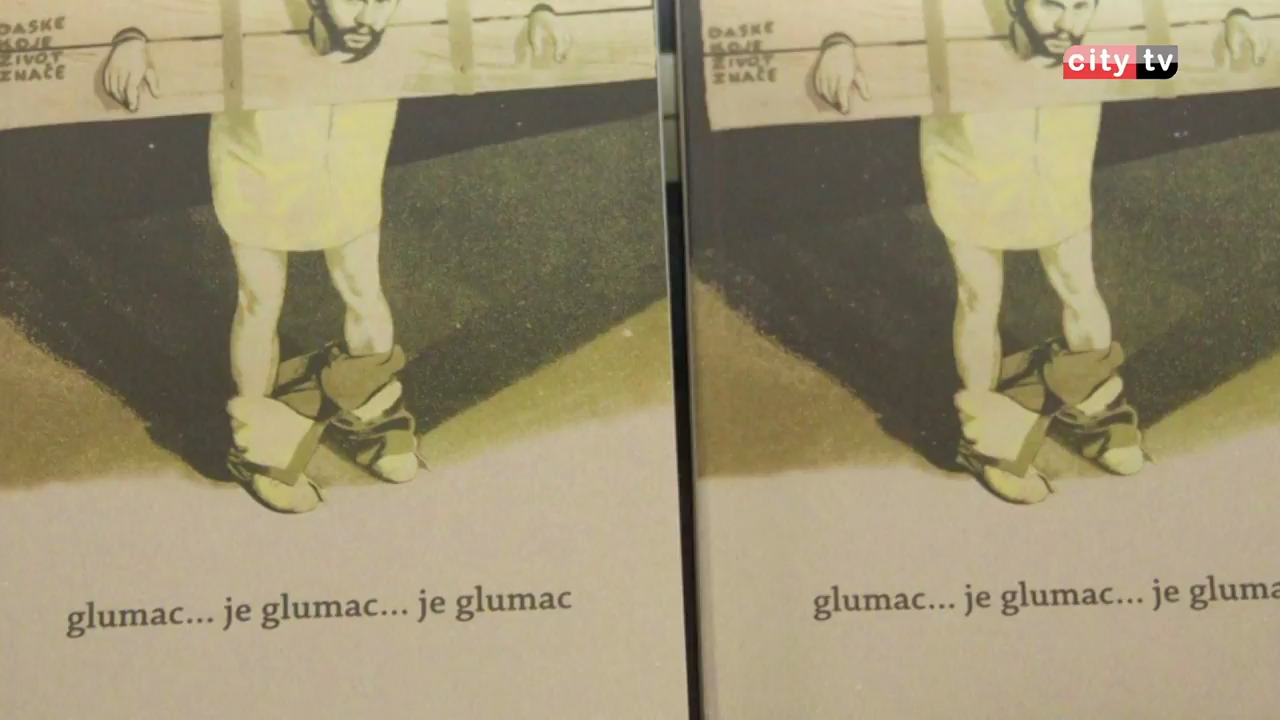 DASKE
KOJE
ŽIVOT
ZNAČE
glumac... je glumac... je glumac
DASKE
KOJE
ŽIVOT
ZNAČE
city tv
glumac... je glumac... je gluma